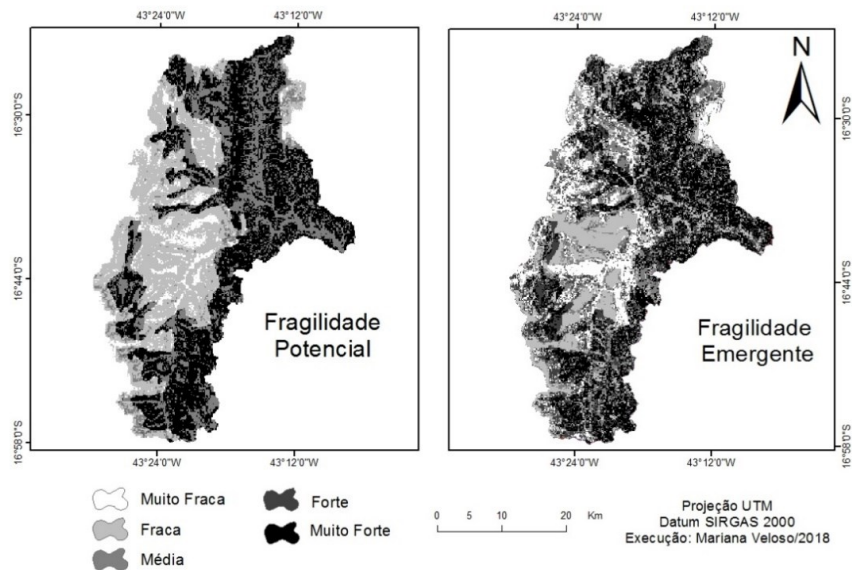 43°24'0"W 43°12'0"W 43°24'0"W 43°12'0"W
N
16°30'0"S 16°30'0"S
16°44'0"S 16°44'0"S
Fragilidade
Potencial
Fragilidade
Emergente
16°58'0"S 16°58'0"S
43°24'0"W 43°12'0"W 43°24'0"W 43°12'0"W
Muito Fraca
Fraca
Média
Forte
Muito Forte
0 5 10 20 Km
Projeção UTM
Datum SIRGAS 2000
Execução: Mariana Veloso/2018